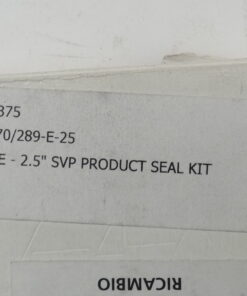 375
70/289-E-25
E - 2.5" SVP PRODUCT SEAL KIT
RICAMBIO